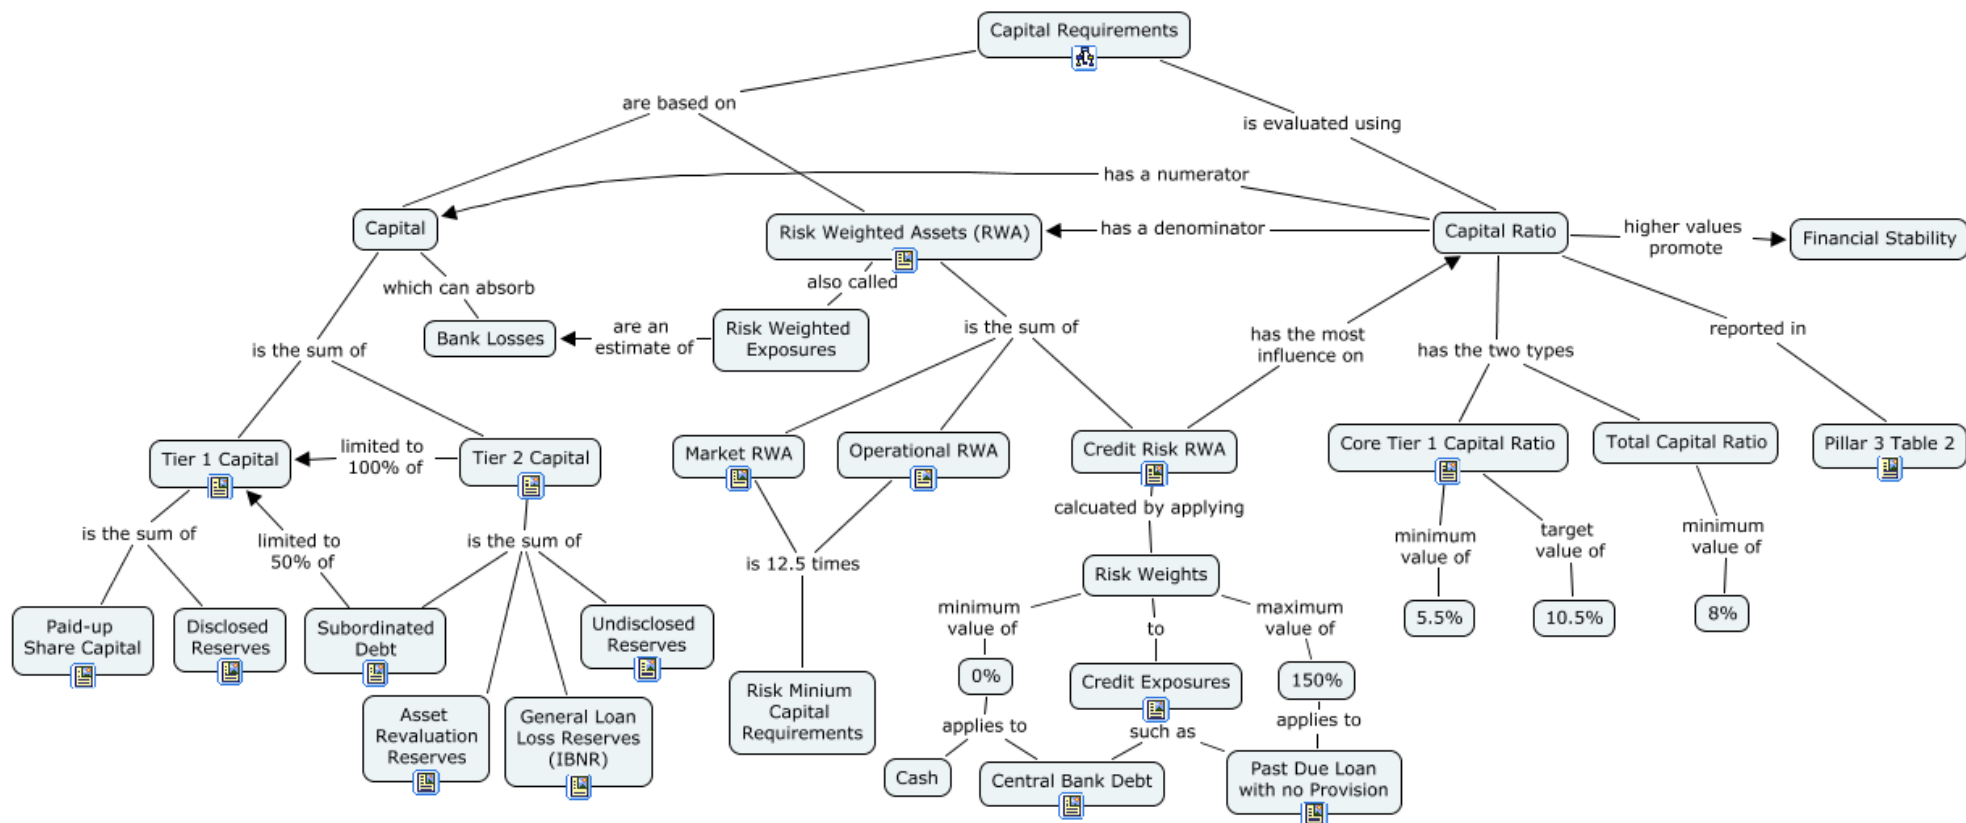 Capital Requirements
are based on
is evaluated using
has a numerator
Capital
Risk Weighted Assets (RWA)
has a denominator
Capital Ratio
higher values
promote
Financial Stability
which can absorb
also called
Bank Losses
are an
estimate of
Risk Weighted
Exposures
is the sum of
is the sum of
has the most
influence on
has the two types
reported in
Tier 1 Capital
limited to
100% of
Tier 2 Capital
Market RWA
Operational RWA
Credit Risk RWA
Core Tier 1 Capital Ratio
Total Capital Ratio
Pillar 3 Table 2
is the sum of
limited to
50% of
is the sum of
is 12.5 times
calcuated by applying
minimum
value of
target
value of
minimum
value of
Risk Weights
Paid-up
Share Capital
Disclosed
Reserves
Subordinated
Debt
Undisclosed
Reserves
minimum
value of
to
maximum
value of
5.5%
10.5%
8%
Asset
Revaluation
Reserves
General Loan
Loss Reserves
(IBNR)
Risk Minium
Capital
Requirements
0%
Credit Exposures
150%
applies to
such as
applies to
Cash
Central Bank Debt
Past Due Loan
with no Provision